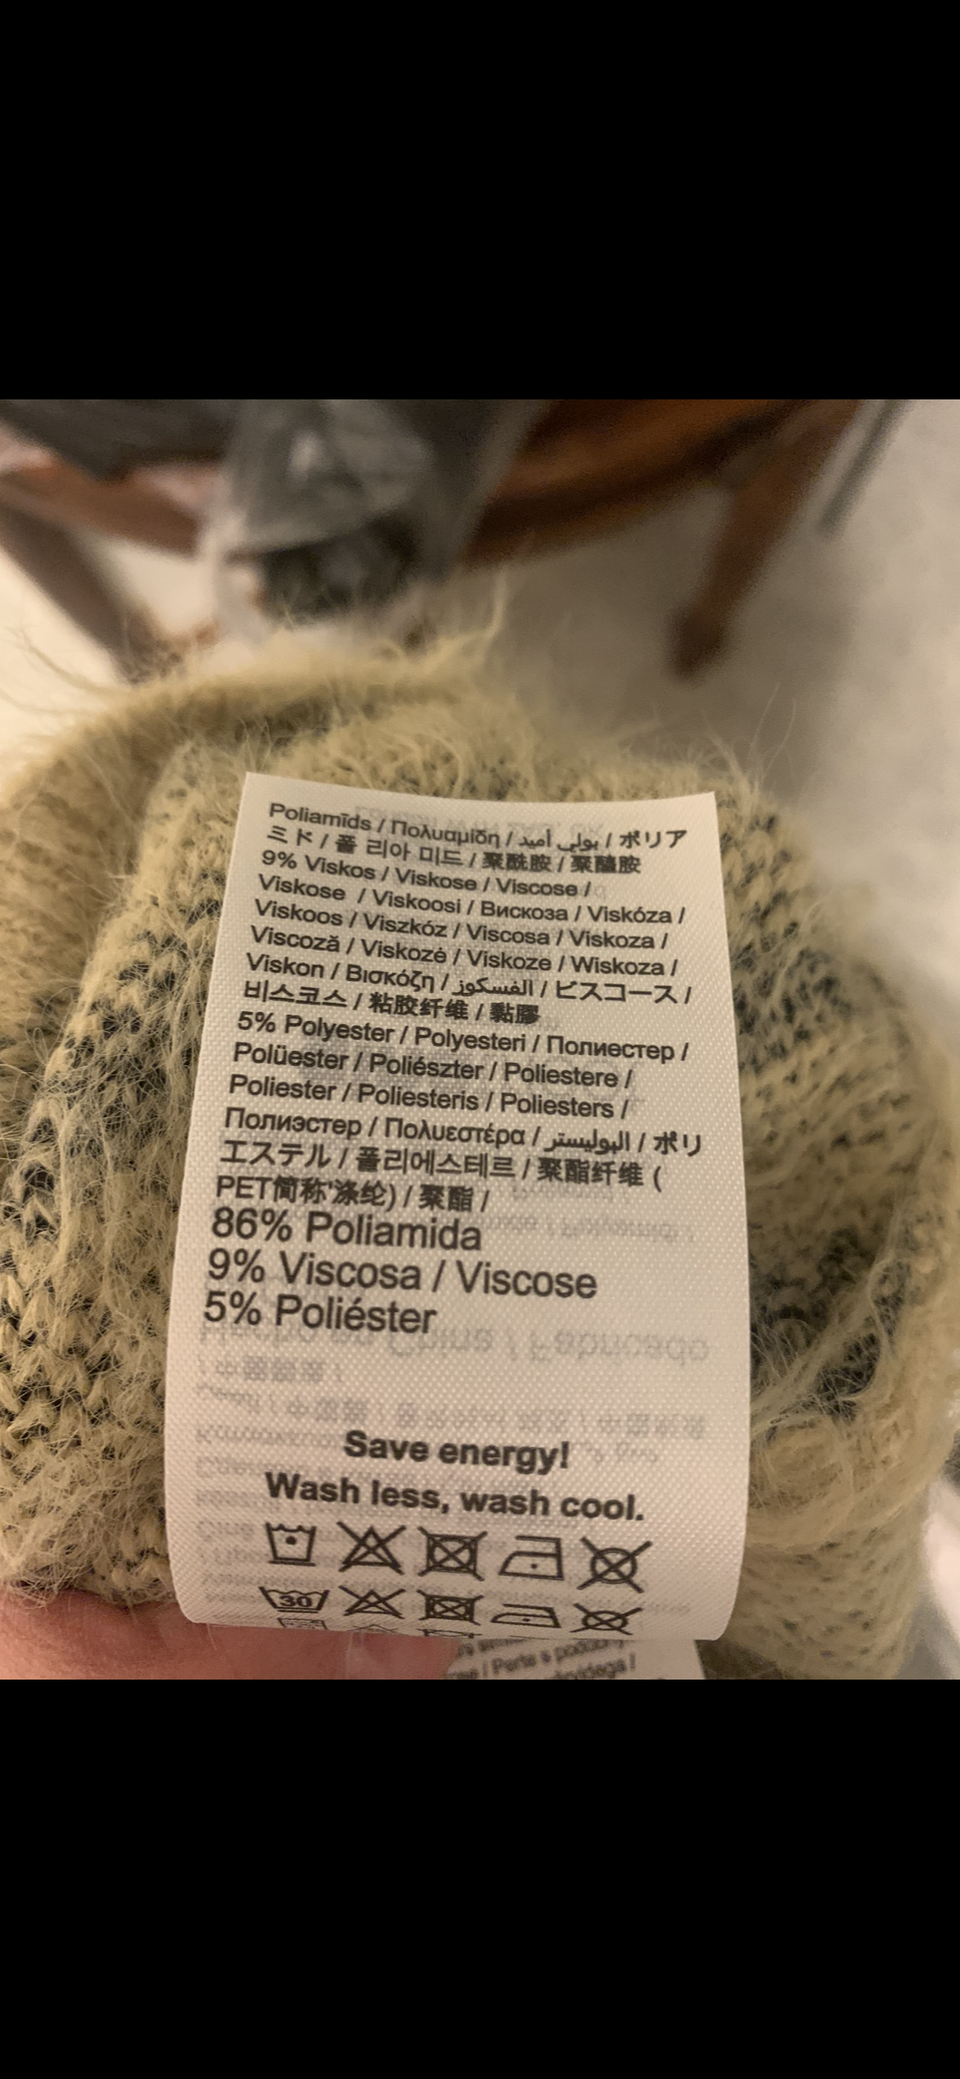 Poliamīds / Πολυαμίδη / بولي أميد / ポリア
ミド / 폴 리아 미드 / 聚酰胺 / 聚醯胺
9% Viskos / Viskose / Viscose /
Viskose / Viskoosi / Вискоза / Viskóza /
Viskoos / Viszkóz / Viscosa / Viskoza /
Viscoză / Viskozė / Viskoze / Wiskoza /
Viskon / Βισκόζη / الفسكوز / ビスコース /
비스코스 / 粘胶纤维 / 黏膠
5% Polyester / Polyesteri / Полиестер /
Polüester / Poliészter / Poliestere /
Poliester / Poliesteris / Poliesters /
Полиэстер / Πολυεστέρα / البوليستر / ポリ
エステル / 폴리에스테르 / 聚酯纤维 (
PET简称'涤纶) / 聚酯 /
86% Poliamida
9% Viscosa / Viscose
5% Poliéster
Save energy!
Wash less, wash cool.
30
/ Perte s podobný